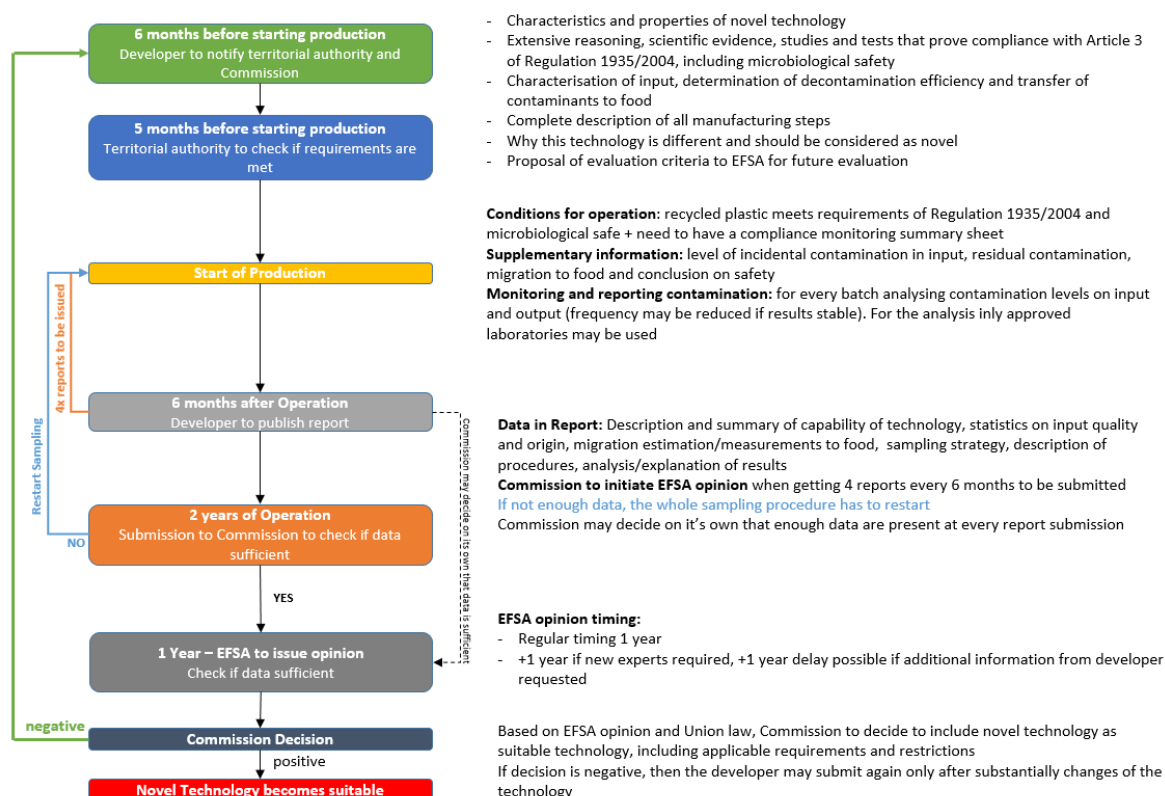 6 months before starting production
Developer to notify territorial authority and
Commission
- Characteristics and properties of novel technology
- Extensive reasoning, scientific evidence, studies and tests that prove compliance with Article 3
of Regulation 1935/2004, including microbiological safety
- Characterisation of input, determination of decontamination efficiency and transfer of
contaminants to food
- Complete description of all manufacturing steps
- Why this technology is different and should be considered as novel
- Proposal of evaluation criteria to EFSA for future evaluation
5 months before starting production
Territorial authority to check if requirements are
met
Conditions for operation: recycled plastic meets requirements of Regulation 1935/2004 and
microbiological safe + need to have a compliance monitoring summary sheet
Supplementary information: level of incidental contamination in input, residual contamination,
migration to food and conclusion on safety
Monitoring and reporting contamination: for every batch analysing contamination levels on input
and output (frequency may be reduced if results stable). For the analysis inly approved
laboratories may be used
Start of Production
4x reports to be issued
Restart Sampling
6 months after Operation
Developer to publish report
Commission may decide on its own that data is sufficient
Data in Report: Description and summary of capability of technology, statistics on input quality
and origin, migration estimation/measurements to food, sampling strategy, description of
procedures, analysis/explanation of results
Commission to initiate EFSA opinion when getting 4 reports every 6 months to be submitted
If not enough data, the whole sampling procedure has to restart
Commission may decide on it's own that enough data are present at every report submission
2 years of Operation
Submission to Commission to check if data
sufficient
NO
YES
EFSA opinion timing:
- Regular timing 1 year
- +1 year if new experts required, +1 year delay possible if additional information from developer
requested
1 Year – EFSA to issue opinion
Check if data sufficient
negative
Commission Decision
positive
Based on EFSA opinion and Union law, Commission to decide to include novel technology as
suitable technology, including applicable requirements and restrictions
If decision is negative, then the developer may submit again only after substantially changes of the
technology
Novel Technology becomes suitable